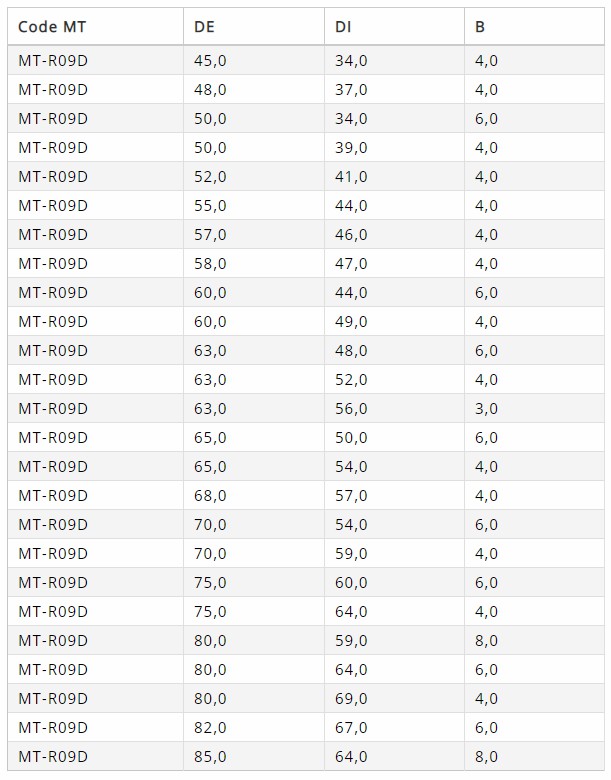 Code MT DE DI B
MT-R09D 45,0 34,0 4,0
MT-R09D 48,0 37,0 4,0
MT-R09D 50,0 34,0 6,0
MT-R09D 50,0 39,0 4,0
MT-R09D 52,0 41,0 4,0
MT-R09D 55,0 44,0 4,0
MT-R09D 57,0 46,0 4,0
MT-R09D 58,0 47,0 4,0
MT-R09D 60,0 44,0 6,0
MT-R09D 60,0 49,0 4,0
MT-R09D 63,0 48,0 6,0
MT-R09D 63,0 52,0 4,0
MT-R09D 63,0 56,0 3,0
MT-R09D 65,0 50,0 6,0
MT-R09D 65,0 54,0 4,0
MT-R09D 68,0 57,0 4,0
MT-R09D 70,0 54,0 6,0
MT-R09D 70,0 59,0 4,0
MT-R09D 75,0 60,0 6,0
MT-R09D 75,0 64,0 4,0
MT-R09D 80,0 59,0 8,0
MT-R09D 80,0 64,0 6,0
MT-R09D 80,0 69,0 4,0
MT-R09D 82,0 67,0 6,0
MT-R09D 85,0 64,0 8,0